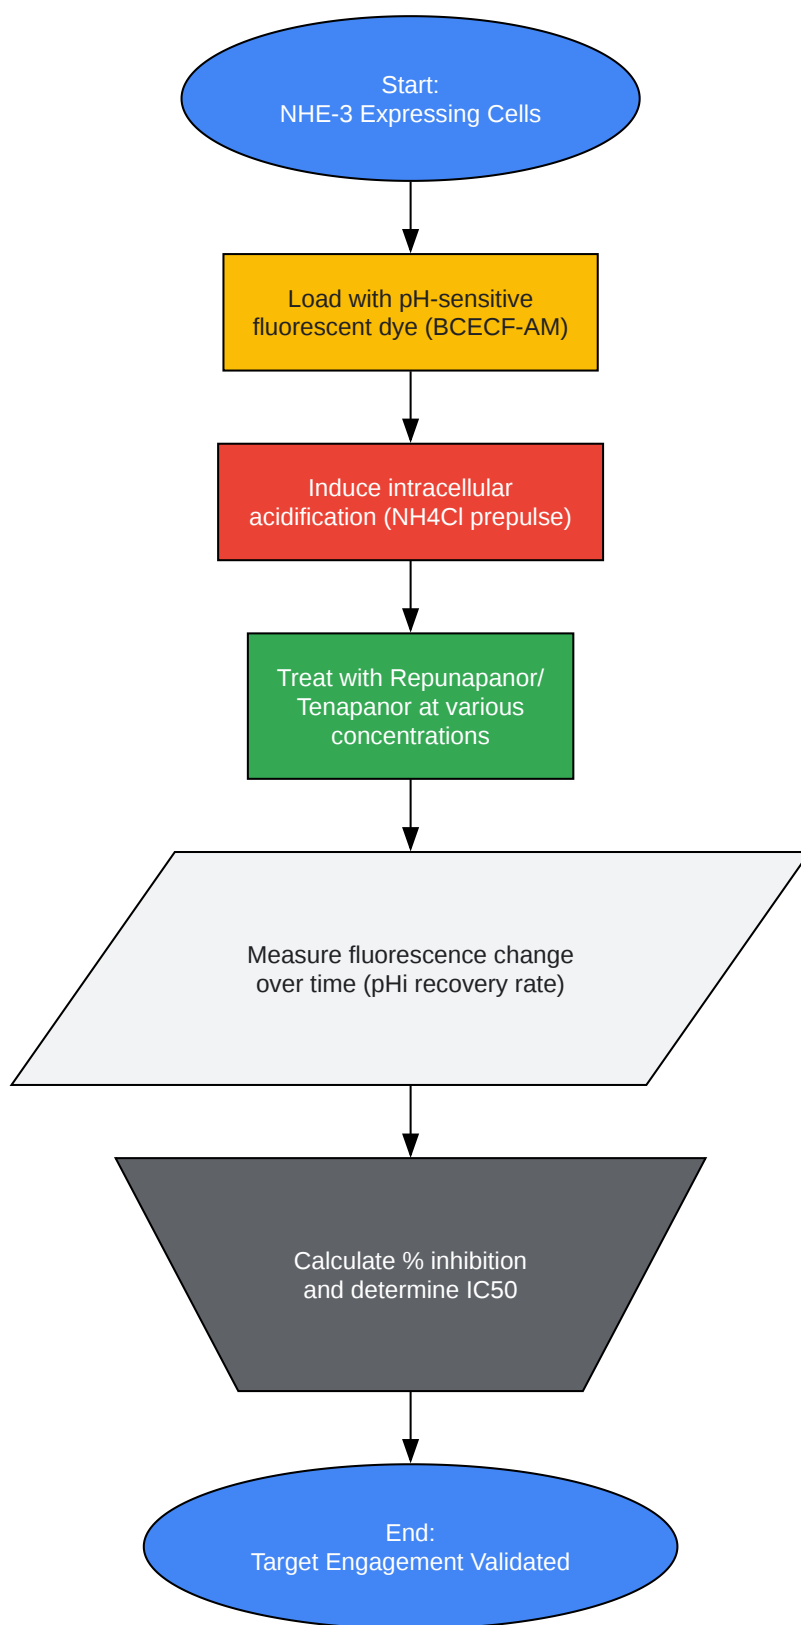 Start:
NHE-3 Expressing Cells
Load with pH-sensitive
fluorescent dye (BCECF-AM)
Induce intracellular
acidification (NH4Cl prepulse)
Treat with Repunapanor/
Tenapanor at various
concentrations
Measure fluorescence change
over time (pHi recovery rate)
Calculate % inhibition
and determine IC50
End:
Target Engagement Validated